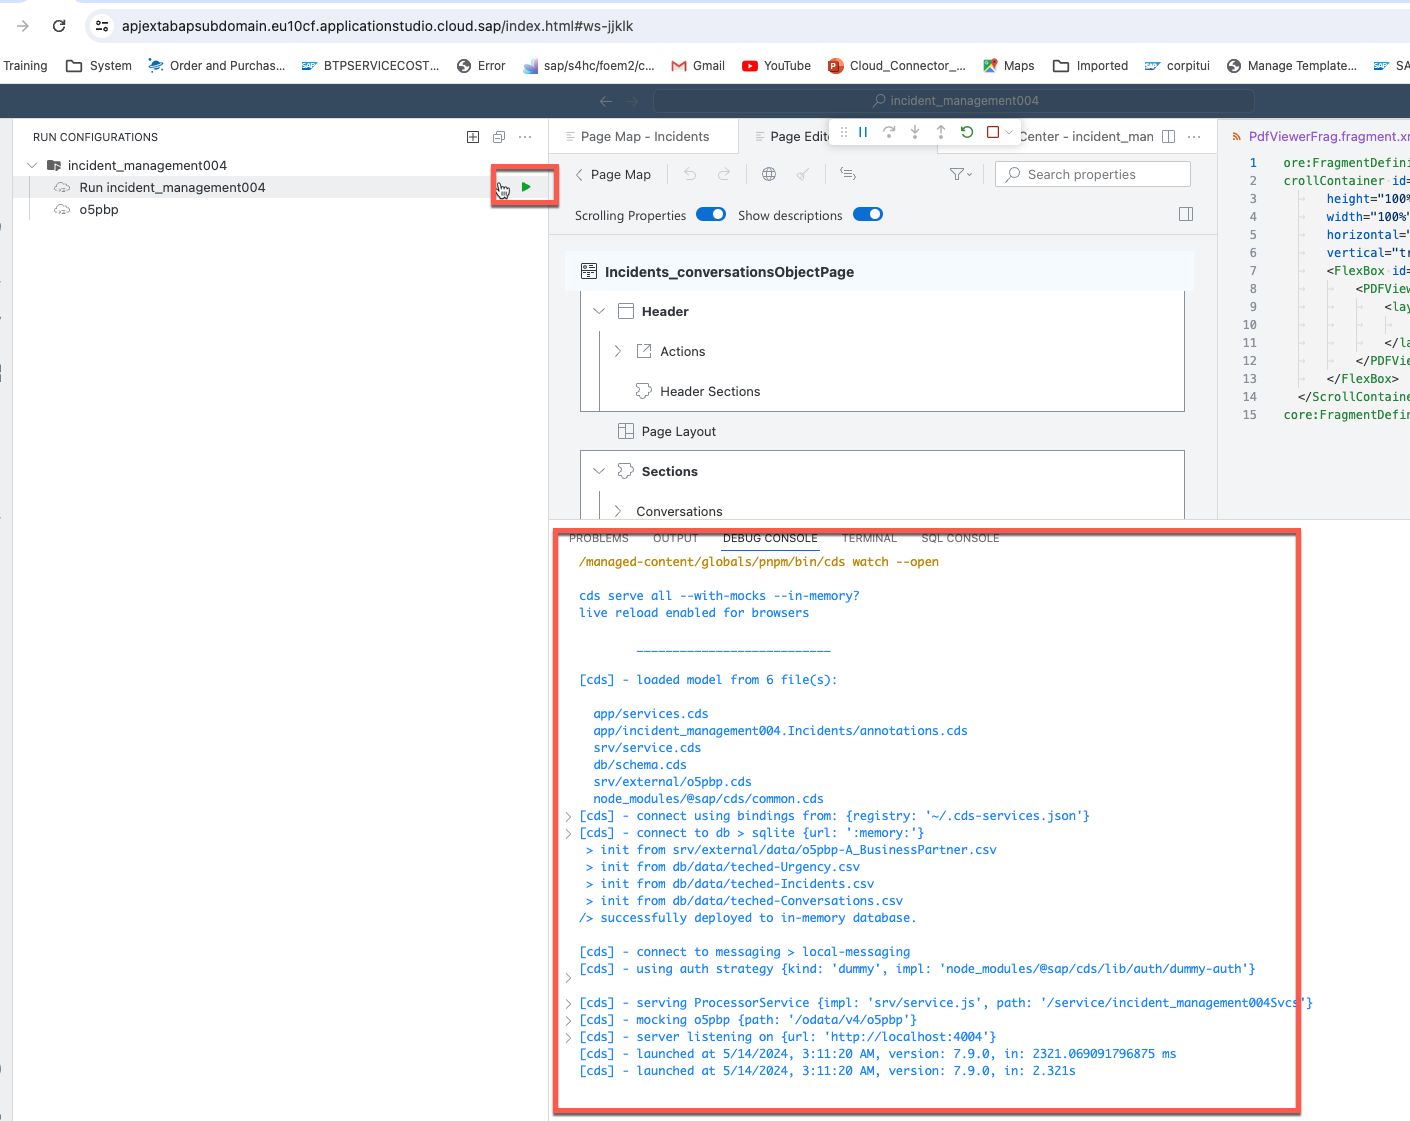 apjextabapsubdomain.eu10cf.applicationstudio.cloud.sap/index.html#ws-jjklk
Training System Order and Purchas... BTPSERVICECOST... Error sap/s4hc/foem2/c... Gmail YouTube Cloud_Connector_... Maps Imported corpitui Manage Template... SA
incident_management004
RUN CONFIGURATIONS
incident_management004
Run incident_management004
o5pbp
Page Map - Incidents Page Edit Center - incident_man
Page Map Search properties
Scrolling Properties Show descriptions
Incidents_conversationsObjectPage
Header
Actions
Header Sections
Page Layout
Sections
Conversations
PdfViewerFrag.fragment.xm
1 ore:FragmentDefini
2 crollContainer id=
3 height="100%
4 width="100%"
5 horizontal="
6 vertical="tr
7 <FlexBox id=
8 <PDFView
9 <lay
10
11 </la
12 </PDFVie
13 </FlexBox>
14 </ScrollContaine
15 core:FragmentDefin
PROBLEMS OUTPUT DEBUG CONSOLE TERMINAL SQL CONSOLE
/managed-content/globals/pnpm/bin/cds watch --open
cds serve all --with-mocks --in-memory?
live reload enabled for browsers
___________________________
[cds] - loaded model from 6 file(s):
app/services.cds
app/incident_management004.Incidents/annotations.cds
srv/service.cds
db/schema.cds
srv/external/o5pbp.cds
node_modules/@sap/cds/common.cds
[cds] - connect using bindings from: {registry: '~/.cds-services.json'}
[cds] - connect to db > sqlite {url: ':memory:'}
> init from srv/external/data/o5pbp-A_BusinessPartner.csv
> init from db/data/teched-Urgency.csv
> init from db/data/teched-Incidents.csv
> init from db/data/teched-Conversations.csv
/> successfully deployed to in-memory database.
[cds] - connect to messaging > local-messaging
[cds] - using auth strategy {kind: 'dummy', impl: 'node_modules/@sap/cds/lib/auth/dummy-auth'}
[cds] - serving ProcessorService {impl: 'srv/service.js', path: '/service/incident_management004Svcs'}
[cds] - mocking o5pbp {path: '/odata/v4/o5pbp'}
[cds] - server listening on {url: 'http://localhost:4004'}
[cds] - launched at 5/14/2024, 3:11:20 AM, version: 7.9.0, in: 2321.069091796875 ms
[cds] - launched at 5/14/2024, 3:11:20 AM, version: 7.9.0, in: 2.321s